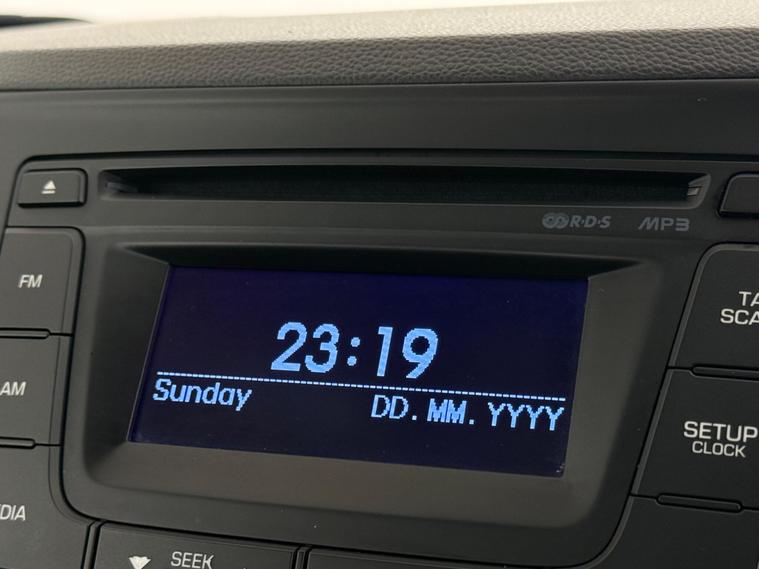 R·D·S MP3
FM
TA
SCA
23:19
AM
Sunday DD.MM.YYYY
SETUP
CLOCK
DIA
SEEK